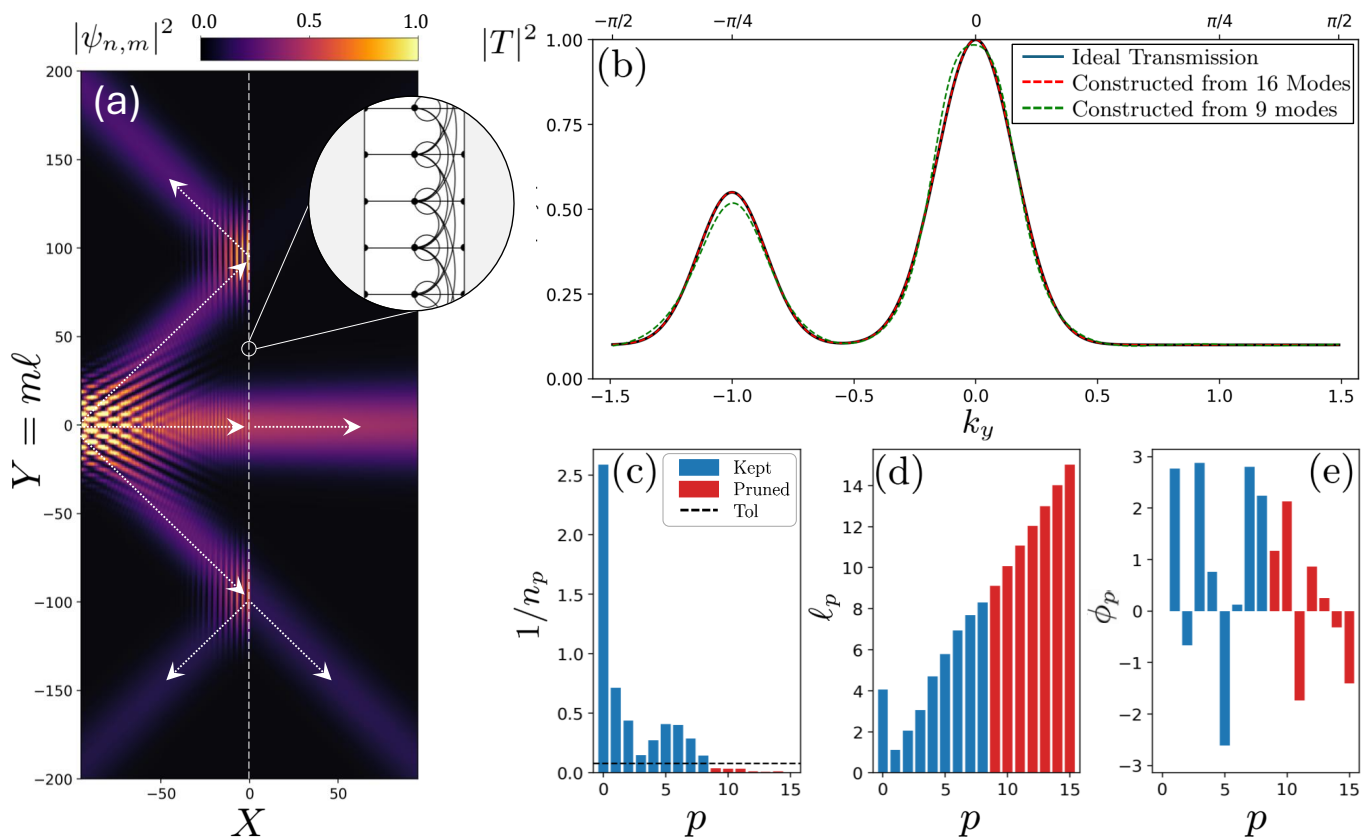 |ψ_{n,m}|^2
0.0 0.5 1.0
(a)
200
150
100
50
0
−50
−100
−150
−200
Y = mℓ
−50 0 50
X
|T|^2
−π/2 −π/4 0 π/4 π/2
(b)
Ideal Transmission
Constructed from 16 Modes
Constructed from 9 modes
1.00
0.75
0.50
0.25
0.00
−1.5 −1.0 −0.5 0.0 0.5 1.0 1.5
k_y
(c)
Kept
Pruned
Tol
1/n_p
2.5
2.0
1.5
1.0
0.5
0.0
0 5 10 15
p
(d)
ℓ_p
14
12
10
8
6
4
2
0
0 5 10 15
p
(e)
ϕ_p
3
2
1
0
−1
−2
−3
0 5 10 15
p